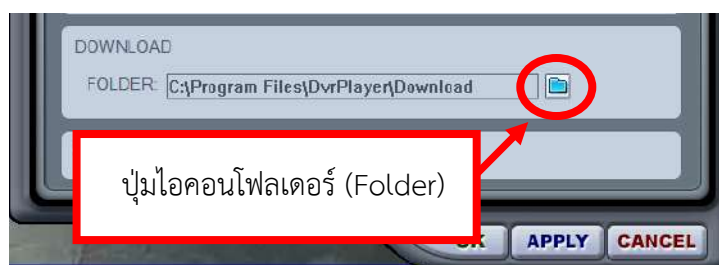 DOWNLOAD
FOLDER: C:\Program Files\DvrPlayer\Download
ปุ่มไอคอนโฟลเดอร์ (Folder)
OK APPLY CANCEL